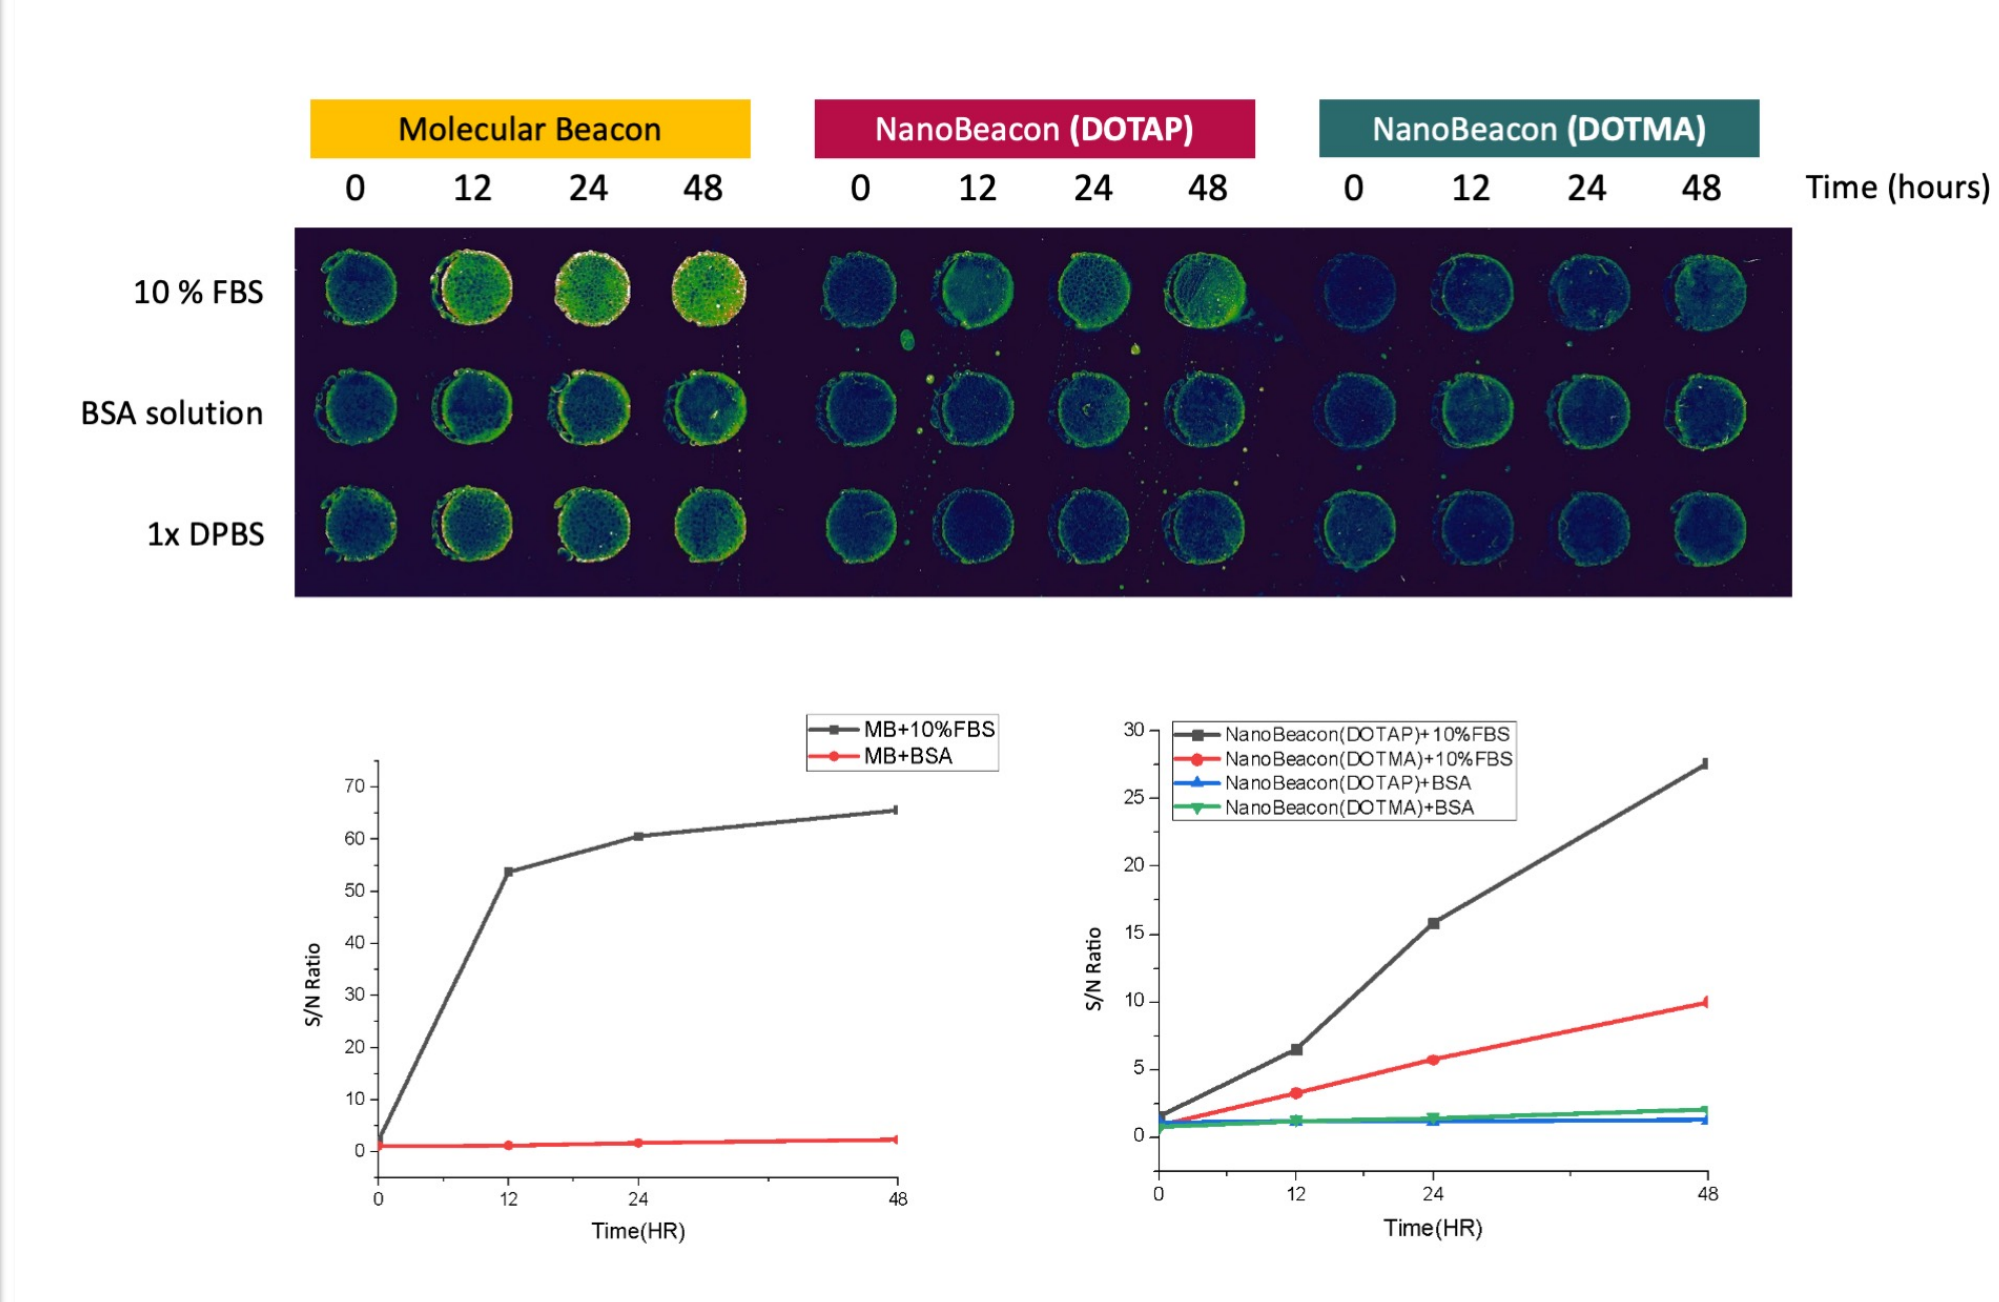 Molecular Beacon
NanoBeacon (DOTAP)
NanoBeacon (DOTMA)
0 12 24 48 0 12 24 48 0 12 24 48 Time (hours)
10 % FBS
BSA solution
1x DPBS
MB+10%FBS
MB+BSA
70
60
50
40
30
20
10
0
S/N Ratio
0 12 24 48
Time(HR)
NanoBeacon(DOTAP)+10%FBS
NanoBeacon(DOTMA)+10%FBS
NanoBeacon(DOTAP)+BSA
NanoBeacon(DOTMA)+BSA
30
25
20
15
10
5
0
S/N Ratio
0 12 24 48
Time(HR)